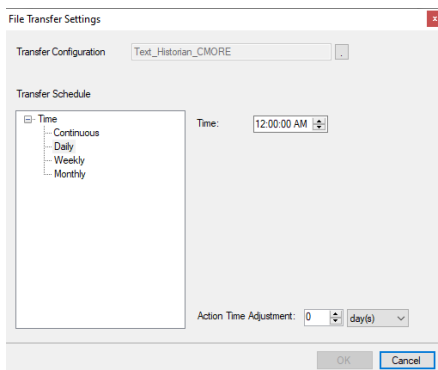 File Transfer Settings
x
Transfer Configuration Text_Historian_CMORE .
Transfer Schedule
Time
Continuous
Daily
Weekly
Monthly
Time: 12:00:00 AM
Action Time Adjustment: 0 day(s)
OK Cancel